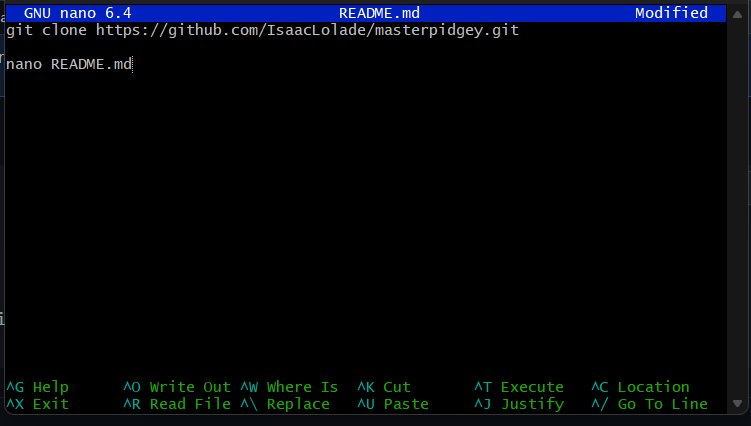 GNU nano 6.4 README.md Modified
git clone https://github.com/IsaacLolade/masterpidgey.git
nano README.md
^G Help ^O Write Out ^W Where Is ^K Cut ^T Execute ^C Location
^X Exit ^R Read File ^\ Replace ^U Paste ^J Justify ^/ Go To Line